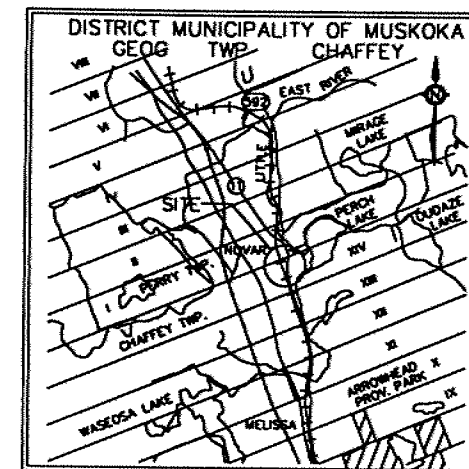 DISTRICT MUNICIPALITY OF MUSKOKA
GEOG TWP CHAFFEY
VIII
VII
VI
V
IV
III
II
I
592
EAST RIVER
LITTLE
N
MIRAGE
LAKE
11
SITE
PERCH
LAKE
OUDAZE
LAKE
NOVAR
PERRY TWP.
CHAFFEY TWP.
XIV
XIII
XII
XI
X
IX
ARROWHEAD
PROV. PARK
WASEOSA LAKE
MELISSA